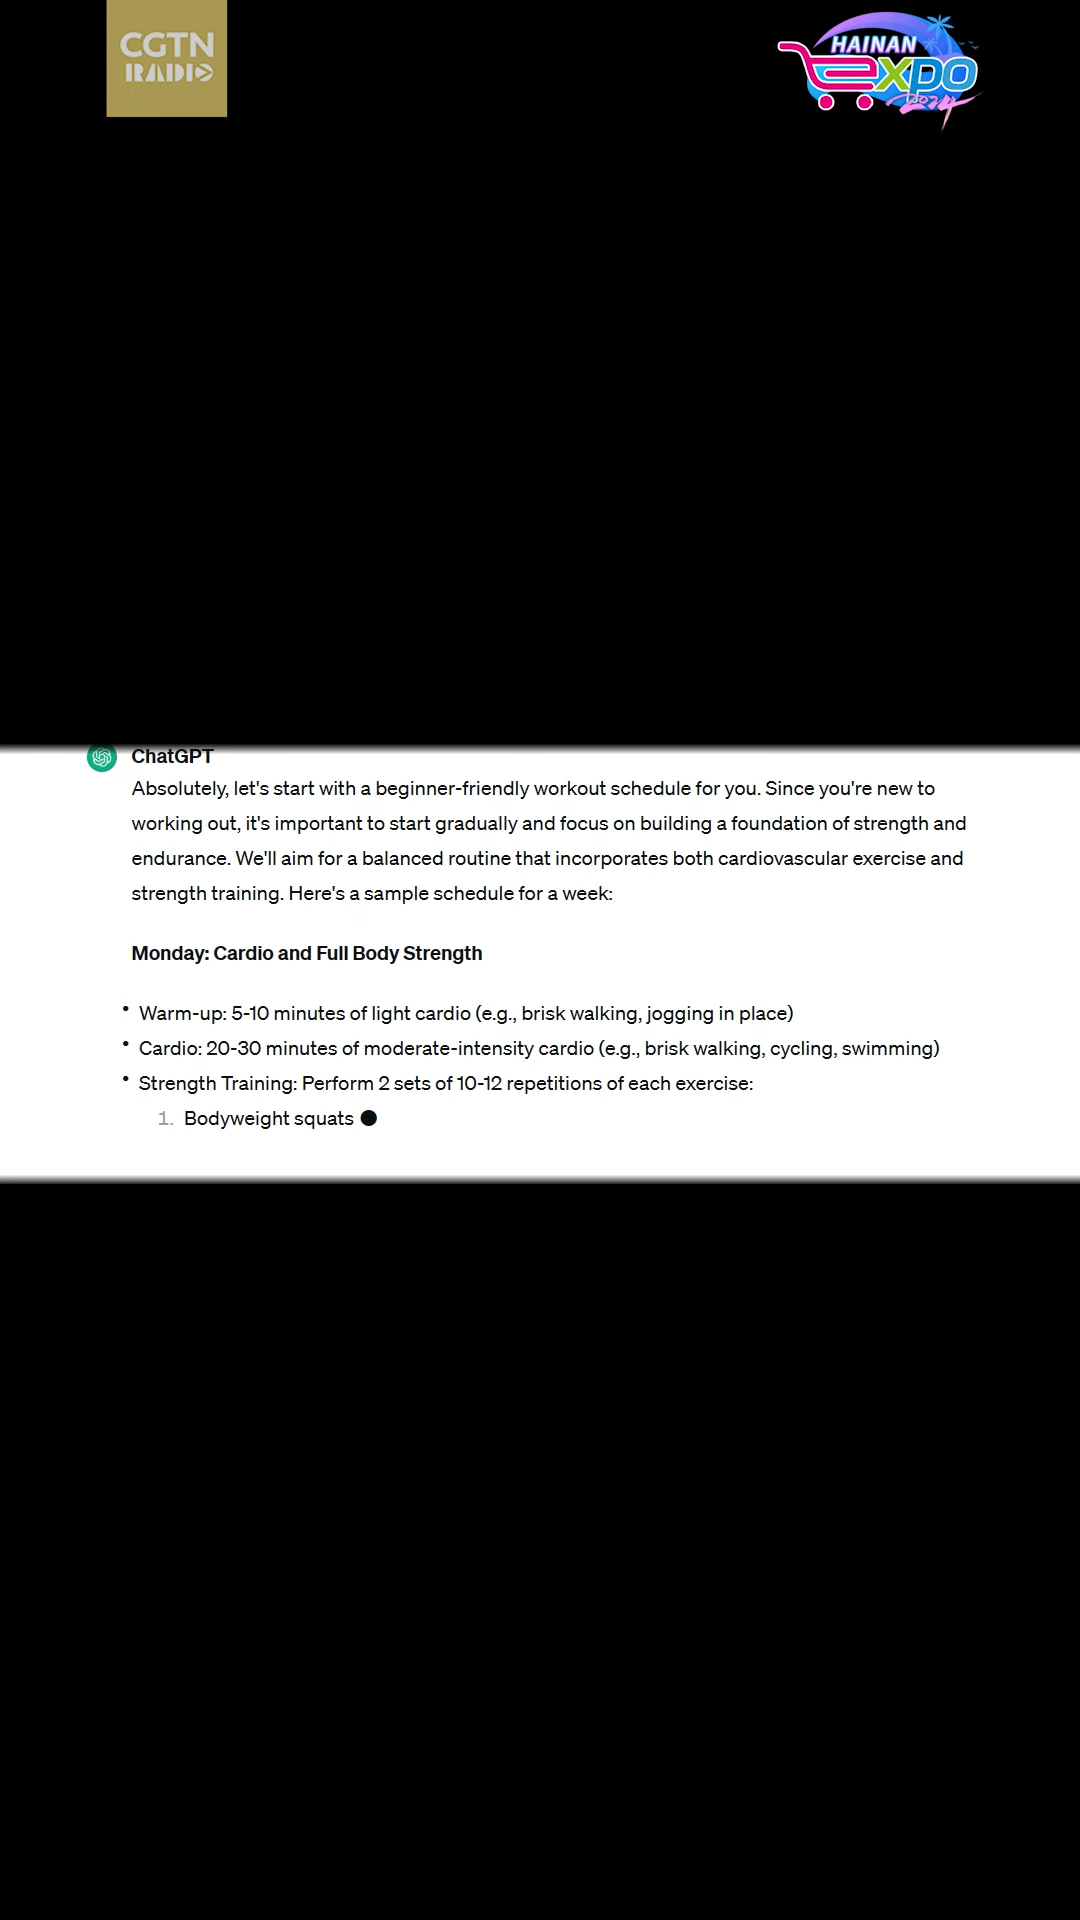 CGTN
RADIO
HAINAN
expo
2024
ChatGPT
Absolutely, let's start with a beginner-friendly workout schedule for you. Since you're new to
working out, it's important to start gradually and focus on building a foundation of strength and
endurance. We'll aim for a balanced routine that incorporates both cardiovascular exercise and
strength training. Here's a sample schedule for a week:
Monday: Cardio and Full Body Strength
• Warm-up: 5-10 minutes of light cardio (e.g., brisk walking, jogging in place)
• Cardio: 20-30 minutes of moderate-intensity cardio (e.g., brisk walking, cycling, swimming)
• Strength Training: Perform 2 sets of 10-12 repetitions of each exercise:
1. Bodyweight squats